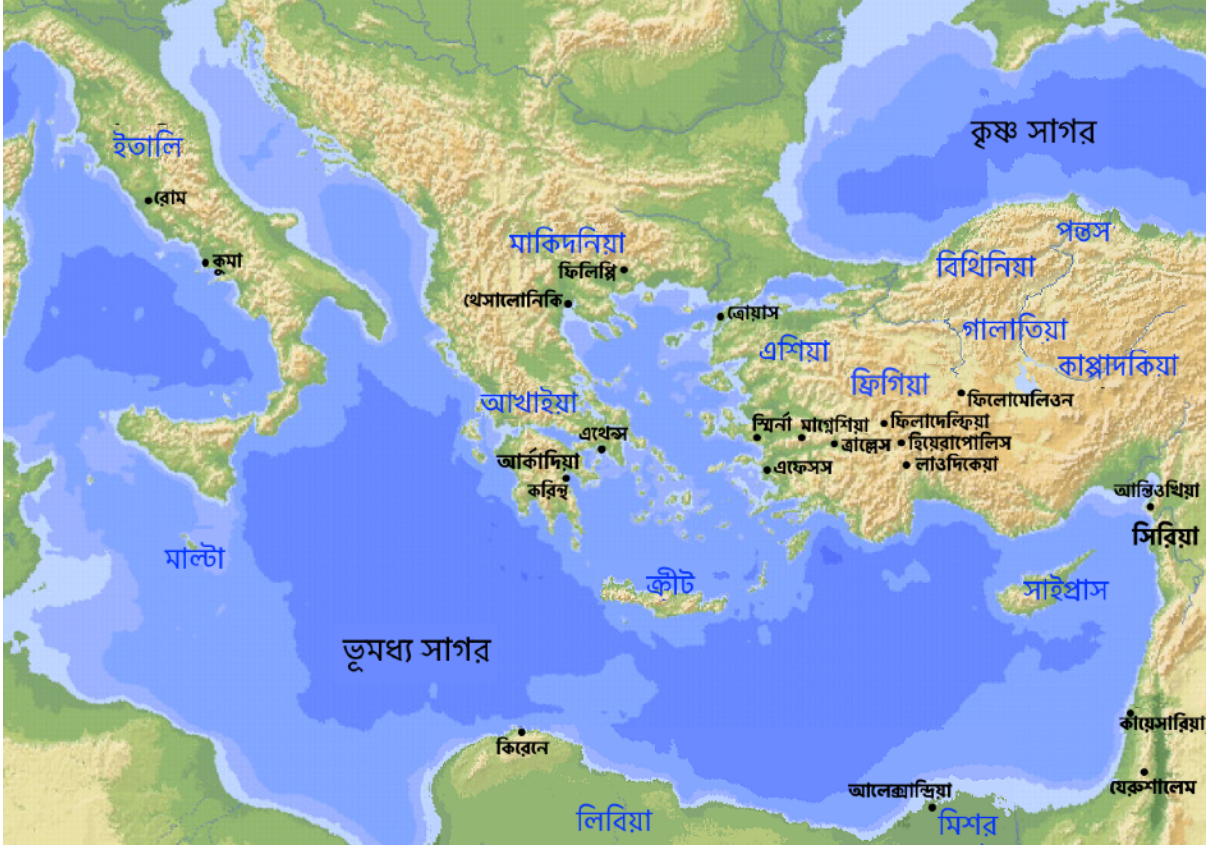 কৃষ্ণ সাগর
ইতালি
রোম
পন্তস
মাকিদনিয়া
কুমা
বিথিনিয়া
ফিলিপ্পি
থেসালোনিকি
ত্রোয়াস
গালাতিয়া
এশিয়া
কাপ্পাদকিয়া
ফ্রিগিয়া
আখাইয়া
ফিলোমেলিওন
স্মির্না
মাগ্নেশিয়া
ফিলাদেল্ফিয়া
এথেন্স
ত্রাল্লেস
হিয়েরাপোলিস
আর্কাদিয়া
এফেসস
লাওদিকেয়া
করিন্থ
আন্তিওখিয়া
সিরিয়া
মাল্টা
ক্রীট
সাইপ্রাস
ভূমধ্য সাগর
কায়েসারিয়া
কিরেনে
যেরুশালেম
আলেক্সান্দ্রিয়া
লিবিয়া
মিশর